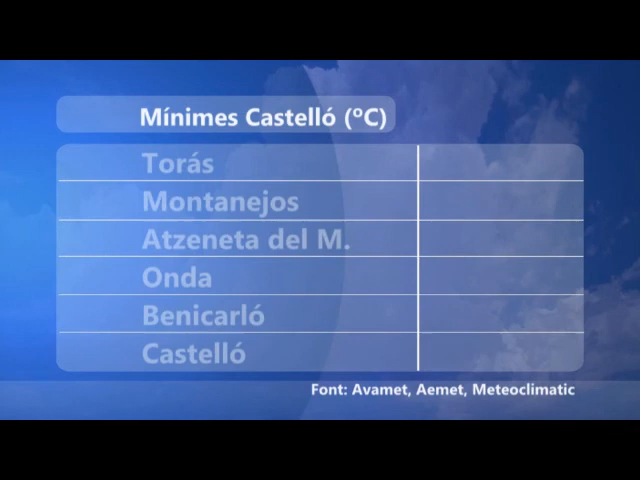 Mínimes Castelló (ºC)
Torás
Montanejos
Atzeneta del M.
Onda
Benicarló
Castelló
Font: Avamet, Aemet, Meteoclimatic